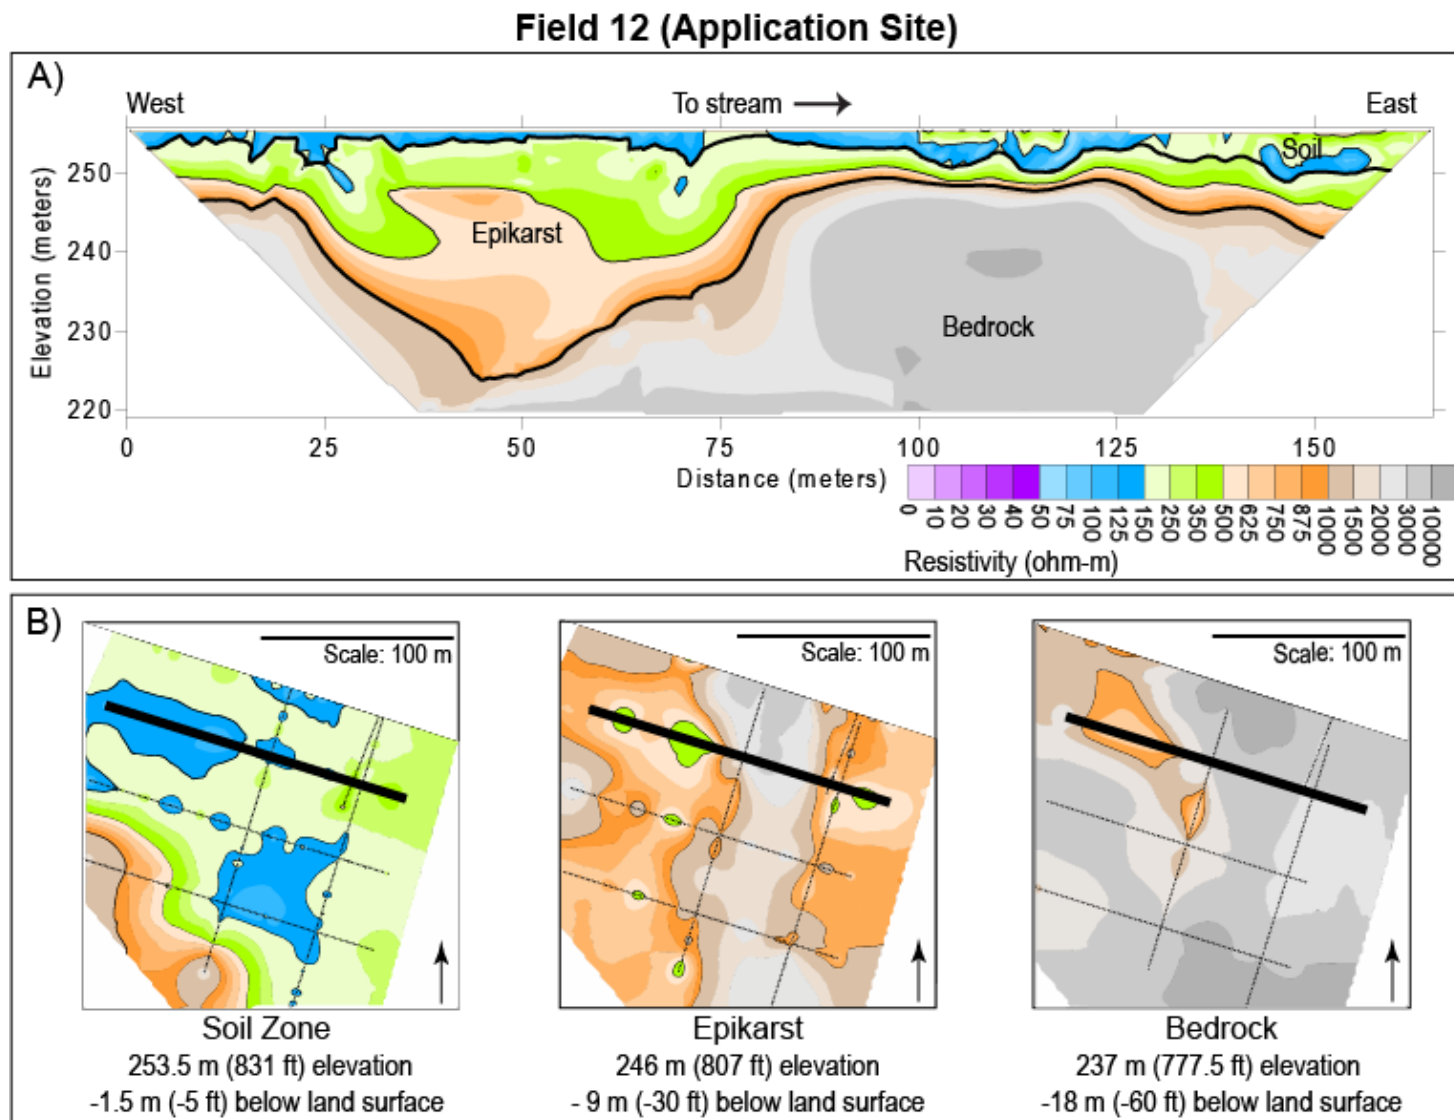 Field 12 (Application Site)
A)
West
To stream
East
Elevation (meters)
250
240
230
220
Soil
Epikarst
Bedrock
0 25 50 75 100 125 150
Distance (meters)
0 10 20 30 40 50 75 100 125 150 250 350 500 625 750 875 1000 1500 2000 3000 10000
Resistivity (ohm-m)
B)
Scale: 100 m
Scale: 100 m
Scale: 100 m
Soil Zone
253.5 m (831 ft) elevation
-1.5 m (-5 ft) below land surface
Epikarst
246 m (807 ft) elevation
- 9 m (-30 ft) below land surface
Bedrock
237 m (777.5 ft) elevation
-18 m (-60 ft) below land surface